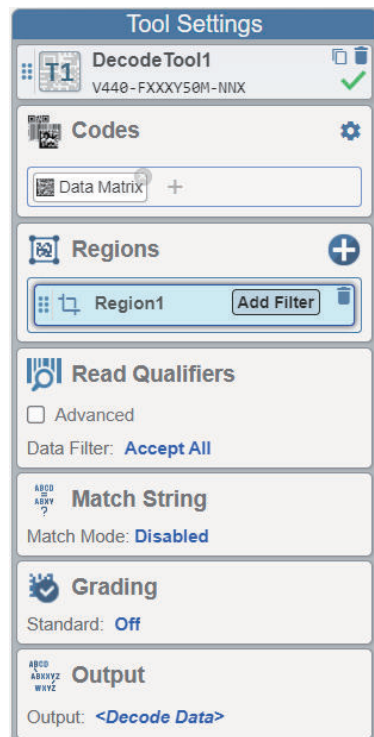 Tool Settings
T1 DecodeTool1
V440-FXXXY50M-NNX
Codes
Data Matrix +
Regions
Region1 Add Filter
Read Qualifiers
Advanced
Data Filter: Accept All
ABCD
=
ABNY
?
Match String
Match Mode: Disabled
Grading
Standard: Off
ABCD
ABXXYZ
WXYZ
Output
Output: <Decode Data>